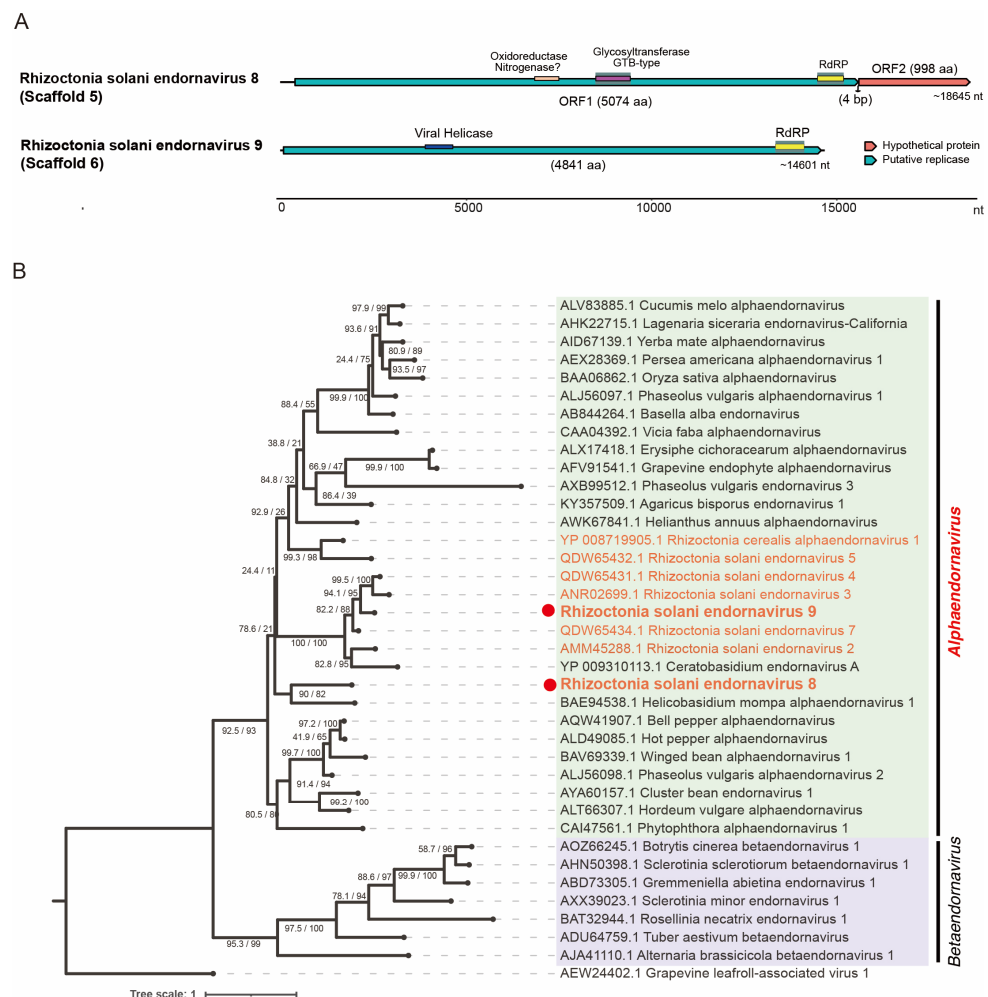 A
Rhizoctonia solani endornavirus 8
(Scaffold 5)
Oxidoreductase
Nitrogenase?
Glycosyltransferase
GTB-type
RdRP
ORF2 (998 aa)
ORF1 (5074 aa)
(4 bp)
~18645 nt
Rhizoctonia solani endornavirus 9
(Scaffold 6)
Viral Helicase
RdRP
(4841 aa)
~14601 nt
Hypothetical protein
Putative replicase
0 5000 10000 15000 nt
B
97.9 / 99
93.6 / 91
80.9 / 89
24.4 / 75
93.5 / 97
99.9 / 100
88.4 / 55
38.8 / 21
66.9 / 47
99.9 / 100
84.8 / 32
86.4 / 39
92.9 / 26
99.3 / 98
24.4 / 11
99.5 / 100
94.1 / 95
82.2 / 88
78.6 / 21
100 / 100
82.8 / 95
90 / 82
97.2 / 100
92.5 / 93
41.9 / 65
99.7 / 100
91.4 / 94
99.2 / 100
80.5 / 80
58.7 / 96
88.6 / 97
99.9 / 100
78.1 / 94
97.5 / 100
95.3 / 99
ALV83885.1 Cucumis melo alphaendornavirus
AHK22715.1 Lagenaria siceraria endornavirus-California
AID67139.1 Yerba mate alphaendornavirus
AEX28369.1 Persea americana alphaendornavirus 1
BAA06862.1 Oryza sativa alphaendornavirus
ALJ56097.1 Phaseolus vulgaris alphaendornavirus 1
AB844264.1 Basella alba endornavirus
CAA04392.1 Vicia faba alphaendornavirus
ALX17418.1 Erysiphe cichoracearum alphaendornavirus
AFV91541.1 Grapevine endophyte alphaendornavirus
AXB99512.1 Phaseolus vulgaris endornavirus 3
KY357509.1 Agaricus bisporus endornavirus 1
AWK67841.1 Helianthus annuus alphaendornavirus
YP 008719905.1 Rhizoctonia cerealis alphaendornavirus 1
QDW65432.1 Rhizoctonia solani endornavirus 5
QDW65431.1 Rhizoctonia solani endornavirus 4
ANR02699.1 Rhizoctonia solani endornavirus 3
Rhizoctonia solani endornavirus 9
QDW65434.1 Rhizoctonia solani endornavirus 7
AMM45288.1 Rhizoctonia solani endornavirus 2
YP 009310113.1 Ceratobasidium endornavirus A
Rhizoctonia solani endornavirus 8
BAE94538.1 Helicobasidium mompa alphaendornavirus 1
AQW41907.1 Bell pepper alphaendornavirus
ALD49085.1 Hot pepper alphaendornavirus
BAV69339.1 Winged bean alphaendornavirus 1
ALJ56098.1 Phaseolus vulgaris alphaendornavirus 2
AYA60157.1 Cluster bean endornavirus 1
ALT66307.1 Hordeum vulgare alphaendornavirus
CAI47561.1 Phytophthora alphaendornavirus 1
AOZ66245.1 Botrytis cinerea betaendornavirus 1
AHN50398.1 Sclerotinia sclerotiorum betaendornavirus 1
ABD73305.1 Gremmeniella abietina endornavirus 1
AXX39023.1 Sclerotinia minor endornavirus 1
BAT32944.1 Rosellinia necatrix endornavirus 1
ADU64759.1 Tuber aestivum betaendornavirus
AJA41110.1 Alternaria brassicicola betaendornavirus 1
AEW24402.1 Grapevine leafroll-associated virus 1
Alphaendornavirus
Betaendornavirus
Tree scale: 1